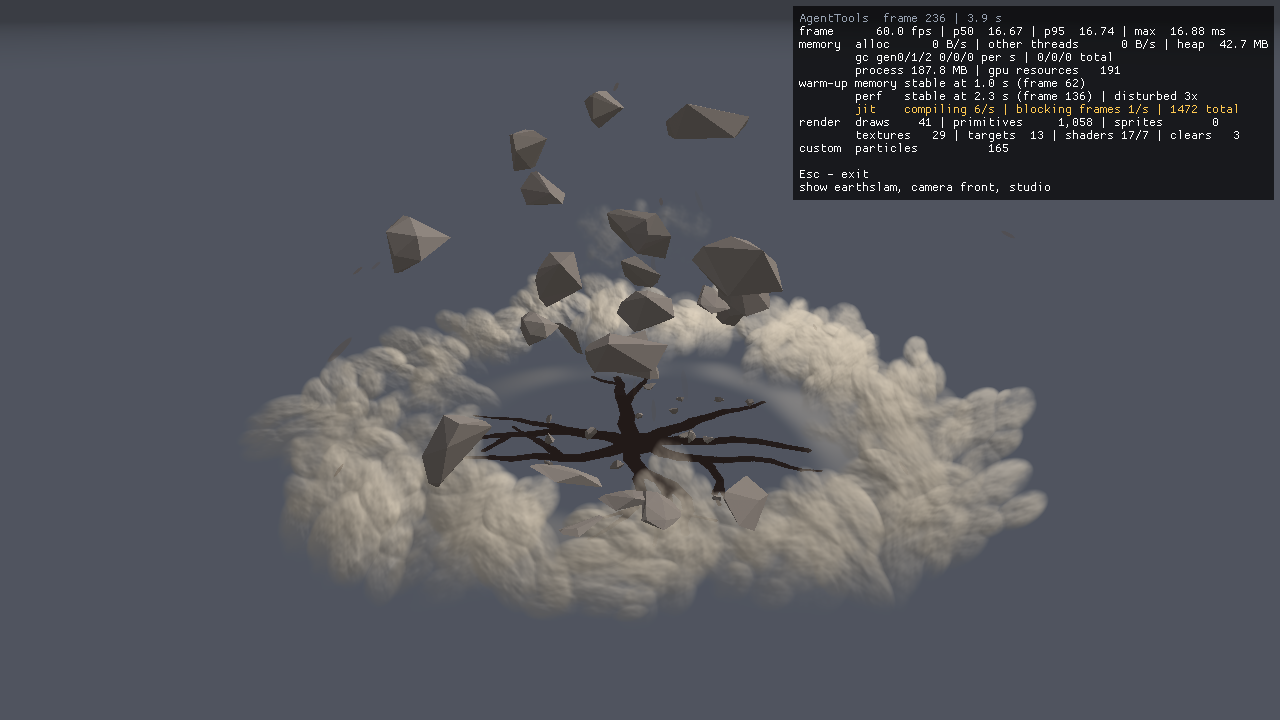 AgentTools  frame 236 | 3.9 s
frame      60.0 fps | p50  16.67 | p95  16.74 | max  16.88 ms
memory  alloc      0 B/s | other threads      0 B/s | heap  42.7 MB
        gc gen0/1/2 0/0/0 per s | 0/0/0 total
        process 187.8 MB | gpu resources   191
warm-up memory stable at 1.0 s (frame 62)
        perf   stable at 2.3 s (frame 136) | disturbed 3x
        jit    compiling 6/s | blocking frames 1/s | 1472 total
render  draws    41 | primitives     1,058 | sprites       0
        textures   29 | targets  13 | shaders 17/7 | clears   3
custom  particles          165
Esc - exit
show earthslam, camera front, studio